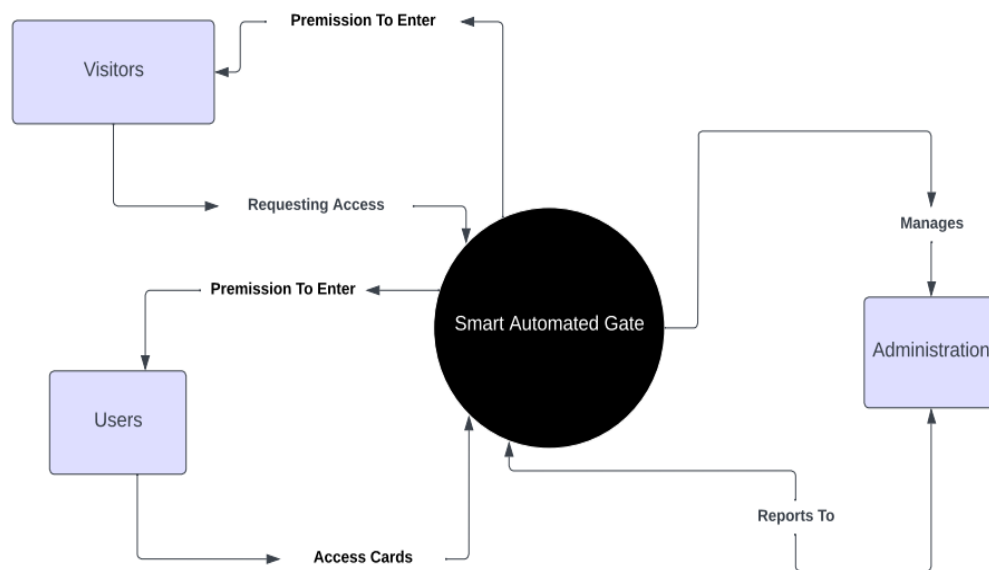 Premission To Enter
Visitors
Requesting Access
Manages
Premission To Enter
Smart Automated Gate
Administration
Users
Reports To
Access Cards